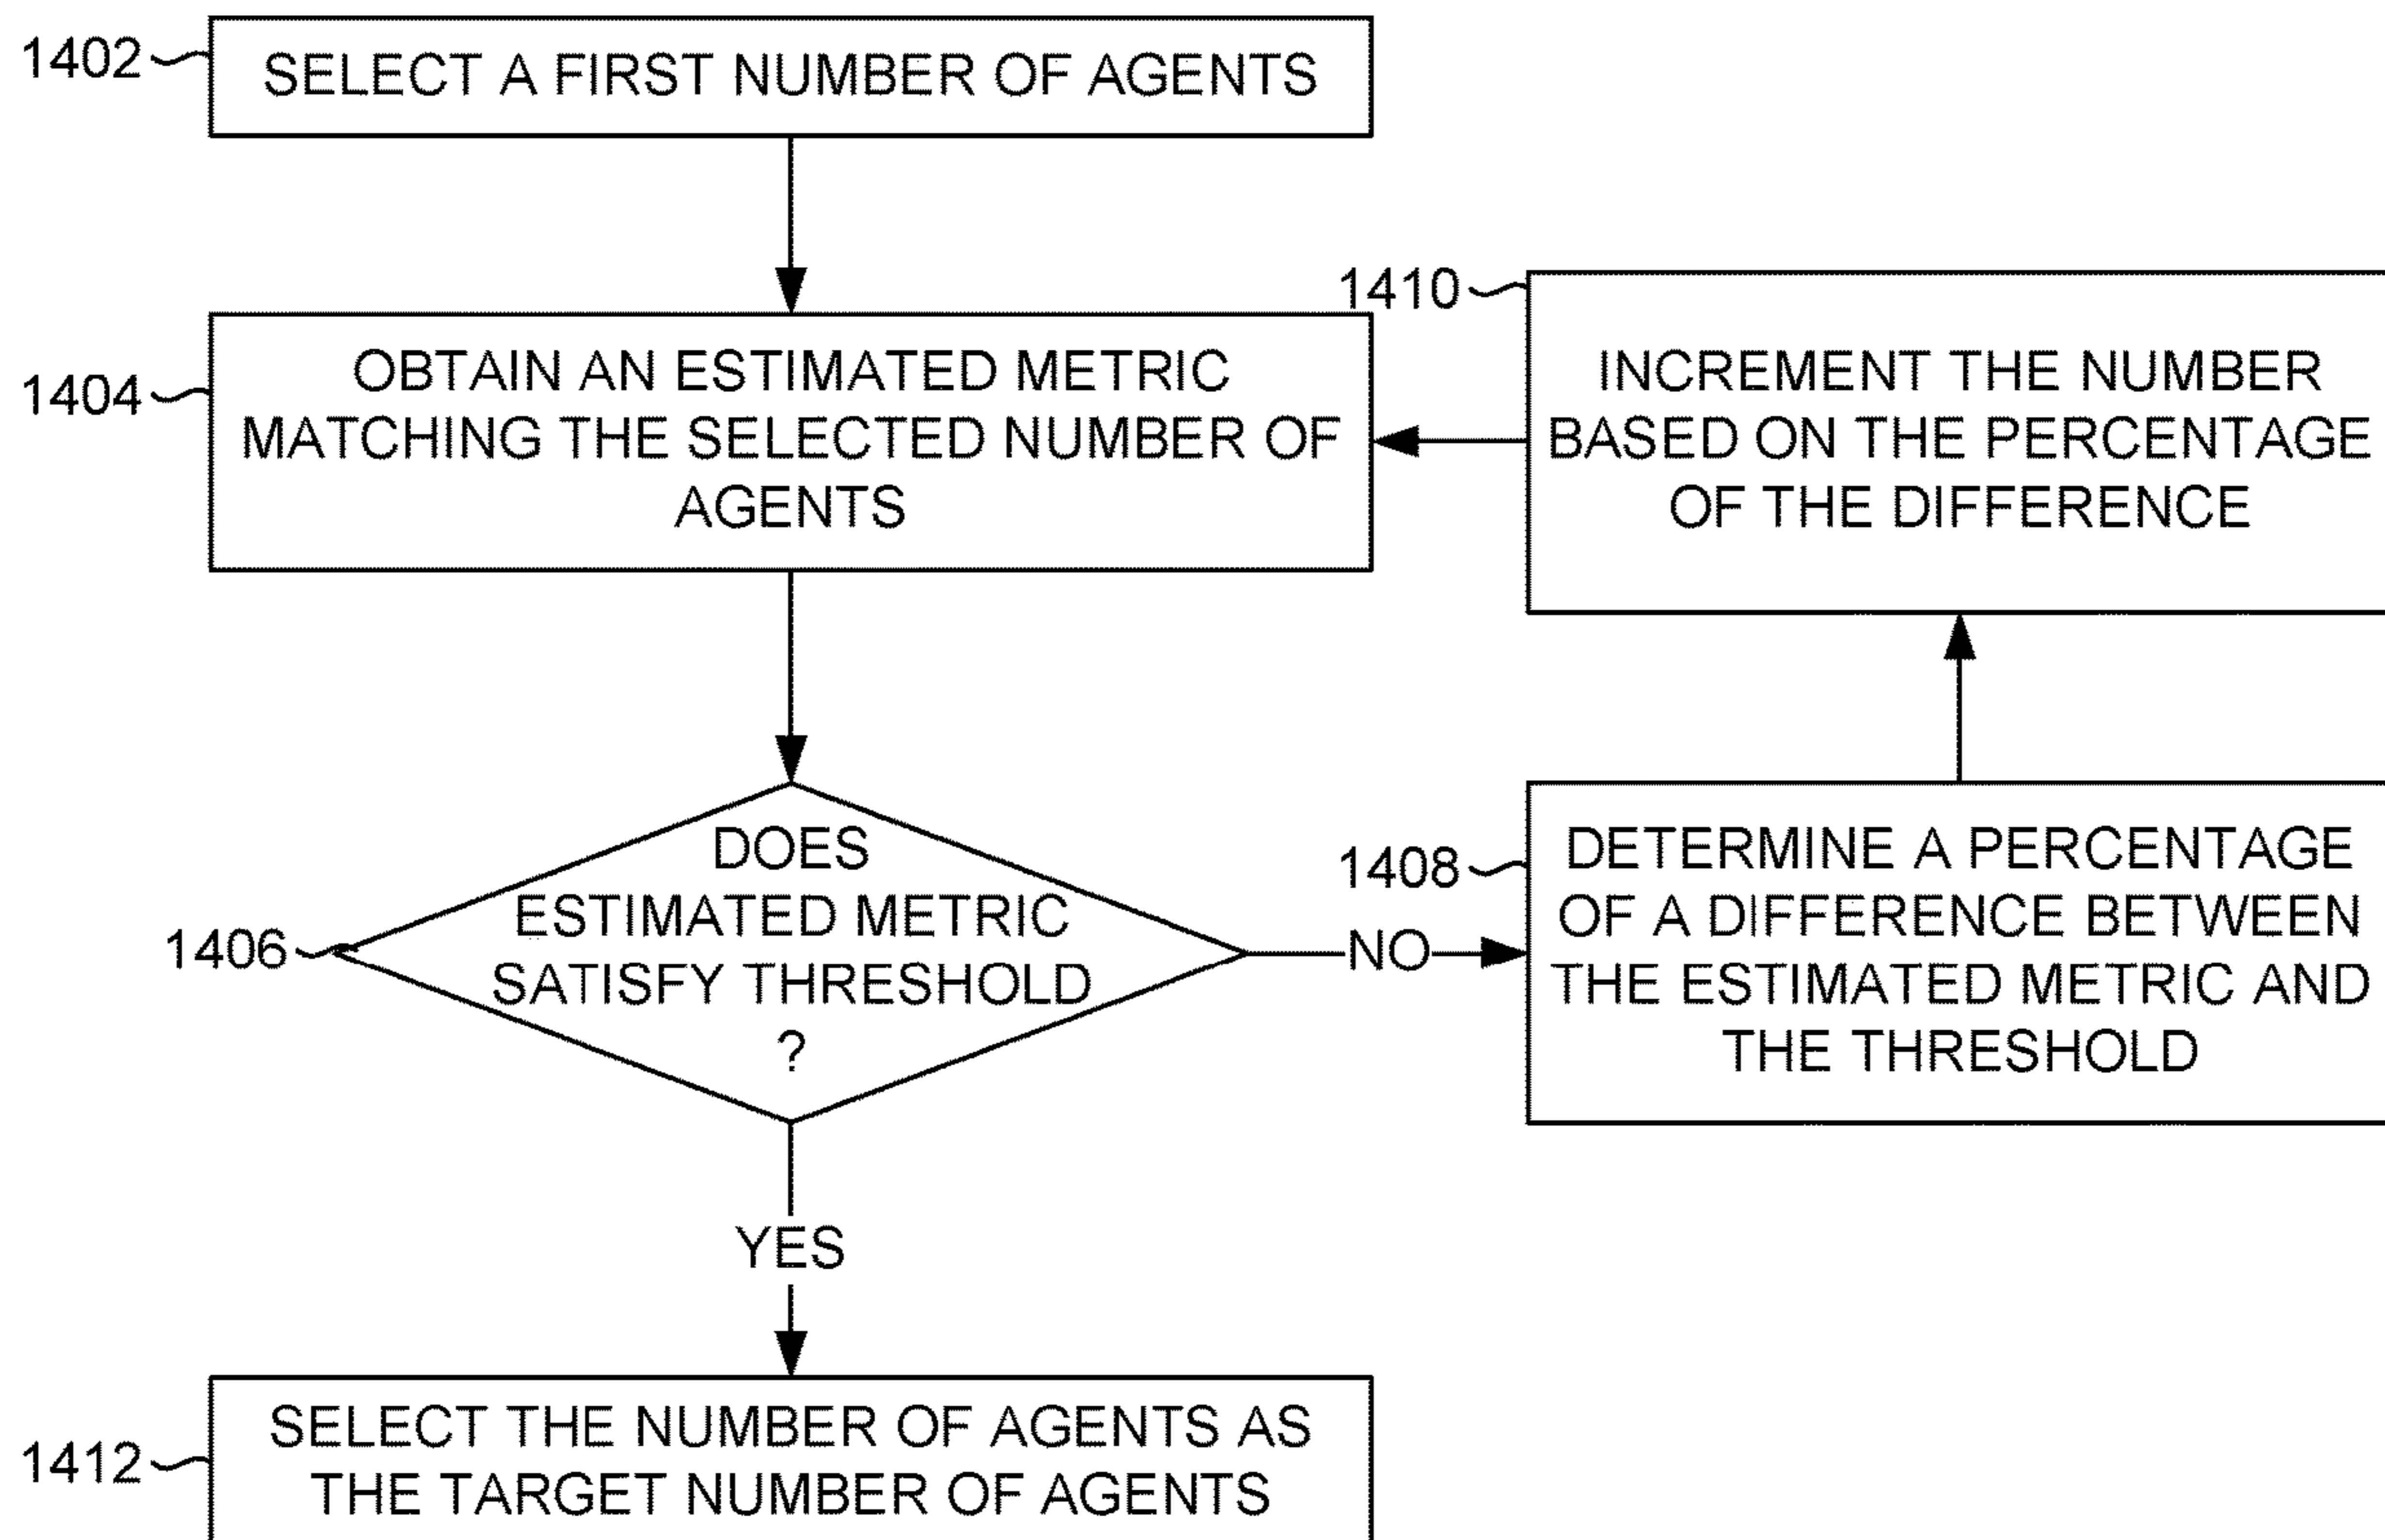 1402
SELECT A FIRST NUMBER OF AGENTS
1404
OBTAIN AN ESTIMATED METRIC
MATCHING THE SELECTED NUMBER OF
AGENTS
1406
DOES
ESTIMATED METRIC
SATISFY THRESHOLD
?
NO
1408
DETERMINE A PERCENTAGE
OF A DIFFERENCE BETWEEN
THE ESTIMATED METRIC AND
THE THRESHOLD
1410
INCREMENT THE NUMBER
BASED ON THE PERCENTAGE
OF THE DIFFERENCE
YES
1412
SELECT THE NUMBER OF AGENTS AS
THE TARGET NUMBER OF AGENTS